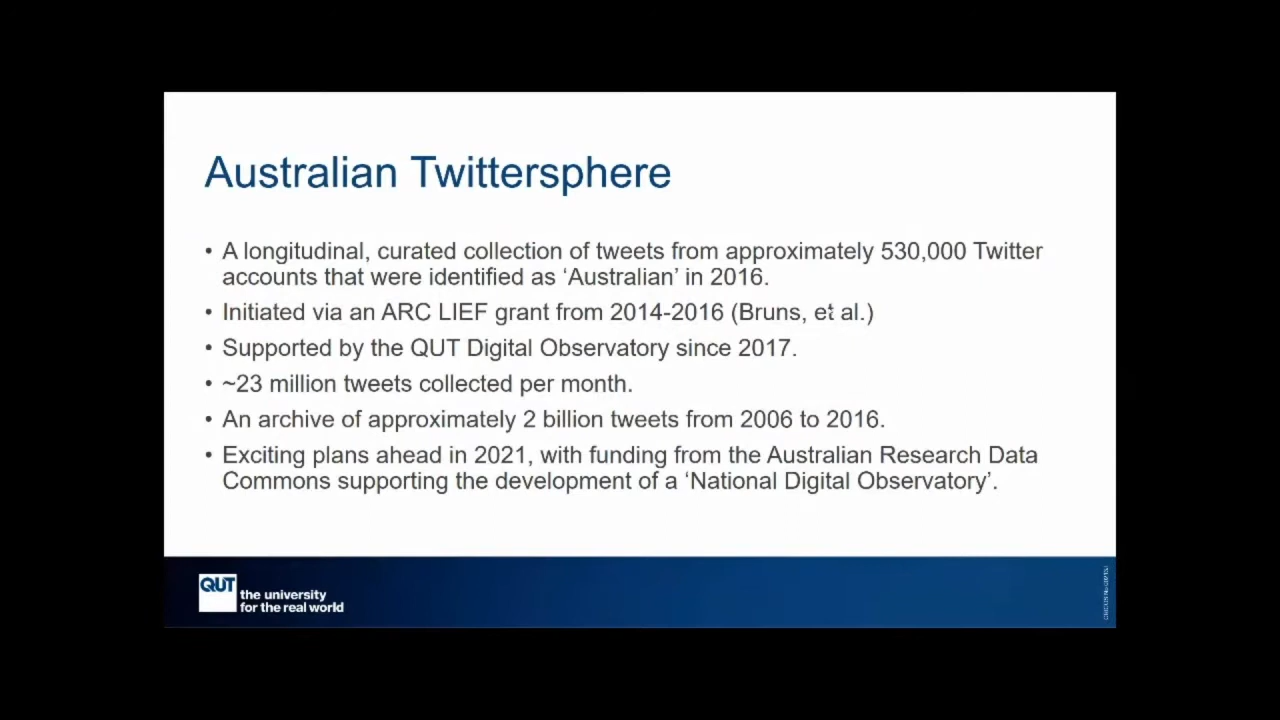 Australian Twittersphere
• A longitudinal, curated collection of tweets from approximately 530,000 Twitter
accounts that were identified as ‘Australian’ in 2016.
• Initiated via an ARC LIEF grant from 2014-2016 (Bruns, et al.)
• Supported by the QUT Digital Observatory since 2017.
• ~23 million tweets collected per month.
• An archive of approximately 2 billion tweets from 2006 to 2016.
• Exciting plans ahead in 2021, with funding from the Australian Research Data
Commons supporting the development of a ‘National Digital Observatory’.
QUT
the university
for the real world